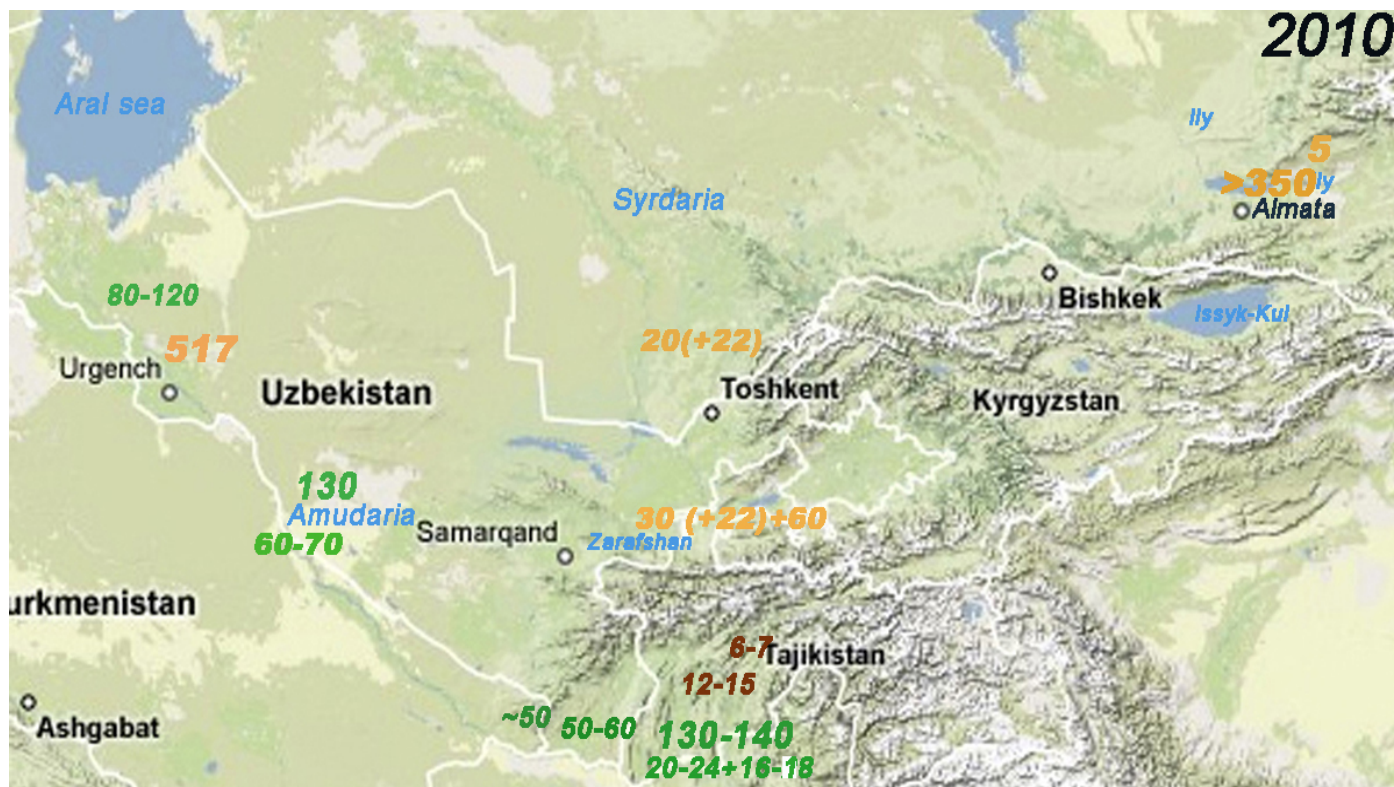 2010
Aral sea
Ily
5
>350 Ily
Almata
Syrdaria
Bishkek
Issyk-Kul
80-120
517
20(+22)
Urgench
Uzbekistan
Toshkent
Kyrgyzstan
130
Amudaria
30 (+22)+60
Samarqand
Zarafshan
60-70
urkmenistan
6-7
Tajikistan
12-15
Ashgabat
~50
50-60
130-140
20-24+16-18